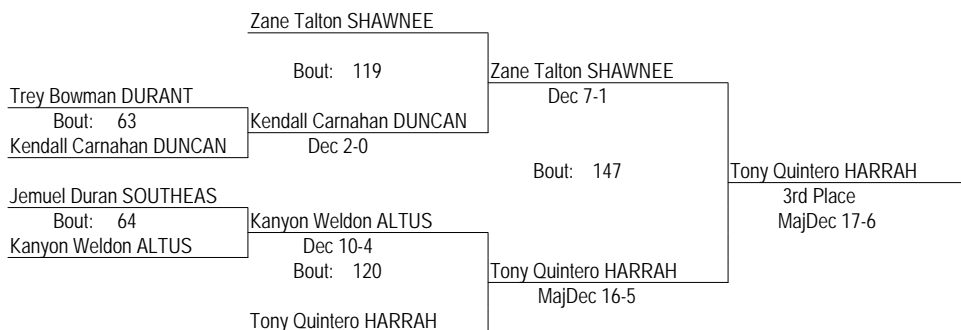 Zane Talton SHAWNEE
Bout: 119
Zane Talton SHAWNEE
Dec 7-1
Trey Bowman DURANT
Bout: 63
Kendall Carnahan DUNCAN
Kendall Carnahan DUNCAN
Dec 2-0
Bout: 147
Tony Quintero HARRAH
3rd Place
MajDec 17-6
Jemuel Duran SOUTHEAS
Bout: 64
Kanyon Weldon ALTUS
Kanyon Weldon ALTUS
Dec 10-4
Bout: 120
Tony Quintero HARRAH
MajDec 16-5
Tony Quintero HARRAH